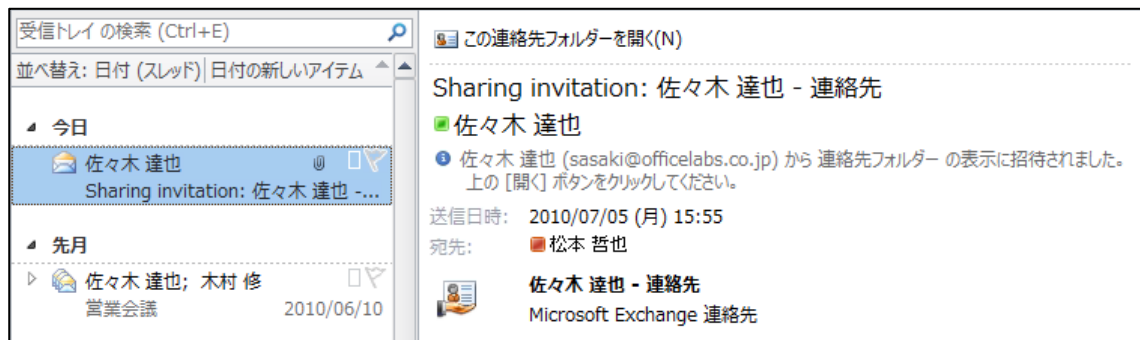 受信トレイ の検索 (Ctrl+E)
並べ替え: 日付 (スレッド) 日付の新しいアイテム
今日
佐々木 達也
Sharing invitation: 佐々木 達也 -...
先月
佐々木 達也; 木村 修
営業会議 2010/06/10
この連絡先フォルダーを開く(N)
Sharing invitation: 佐々木 達也 - 連絡先
佐々木 達也
佐々木 達也 (sasaki@officelabs.co.jp) から 連絡先フォルダー の表示に招待されました。
上の [開く] ボタンをクリックしてください。
送信日時: 2010/07/05 (月) 15:55
宛先: 松本 哲也
佐々木 達也 - 連絡先
Microsoft Exchange 連絡先